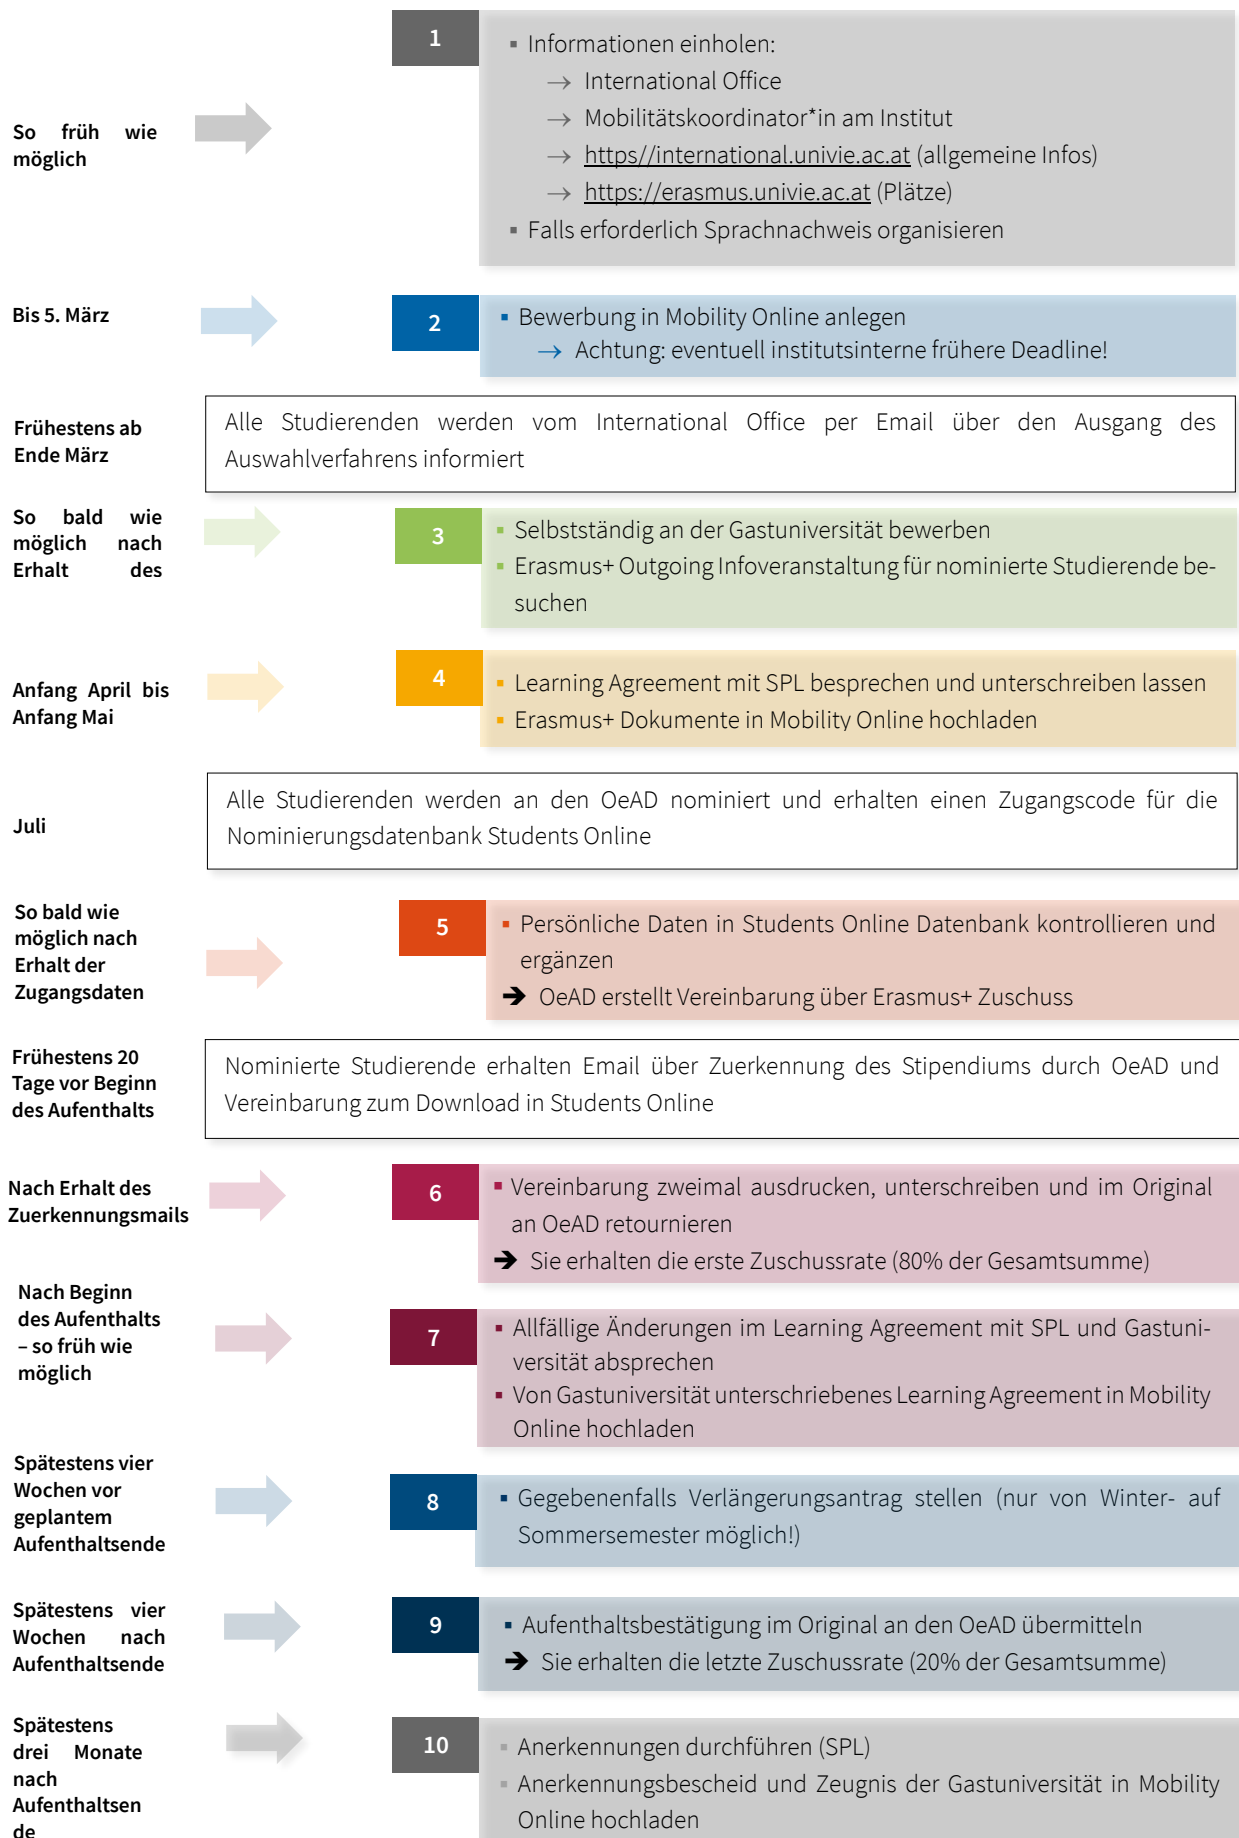 So früh wie
möglich
1
▪ Informationen einholen:
→ International Office
→ Mobilitätskoordinator*in am Institut
→ https//international.univie.ac.at (allgemeine Infos)
→ https://erasmus.univie.ac.at (Plätze)
▪ Falls erforderlich Sprachnachweis organisieren
Bis 5. März
2
▪ Bewerbung in Mobility Online anlegen
→ Achtung: eventuell institutsinterne frühere Deadline!
Frühestens ab
Ende März
Alle Studierenden werden vom International Office per Email über den Ausgang des
Auswahlverfahrens informiert
So bald wie
möglich nach
Erhalt des
3
▪ Selbstständig an der Gastuniversität bewerben
▪ Erasmus+ Outgoing Infoveranstaltung für nominierte Studierende be-
suchen
Anfang April bis
Anfang Mai
4
▪ Learning Agreement mit SPL besprechen und unterschreiben lassen
▪ Erasmus+ Dokumente in Mobility Online hochladen
Juli
Alle Studierenden werden an den OeAD nominiert und erhalten einen Zugangscode für die
Nominierungsdatenbank Students Online
So bald wie
möglich nach
Erhalt der
Zugangsdaten
5
▪ Persönliche Daten in Students Online Datenbank kontrollieren und
ergänzen
➔ OeAD erstellt Vereinbarung über Erasmus+ Zuschuss
Frühestens 20
Tage vor Beginn
des Aufenthalts
Nominierte Studierende erhalten Email über Zuerkennung des Stipendiums durch OeAD und
Vereinbarung zum Download in Students Online
Nach Erhalt des
Zuerkennungsmails
6
▪ Vereinbarung zweimal ausdrucken, unterschreiben und im Original
an OeAD retournieren
➔ Sie erhalten die erste Zuschussrate (80% der Gesamtsumme)
Nach Beginn
des Aufenthalts
– so früh wie
möglich
7
▪ Allfällige Änderungen im Learning Agreement mit SPL und Gastuni-
versität absprechen
▪ Von Gastuniversität unterschriebenes Learning Agreement in Mobility
Online hochladen
Spätestens vier
Wochen vor
geplantem
Aufenthaltsende
8
▪ Gegebenenfalls Verlängerungsantrag stellen (nur von Winter- auf
Sommersemester möglich!)
Spätestens vier
Wochen nach
Aufenthaltsende
9
▪ Aufenthaltsbestätigung im Original an den OeAD übermitteln
➔ Sie erhalten die letzte Zuschussrate (20% der Gesamtsumme)
Spätestens
drei Monate
nach
Aufenthaltsen
de
10
▪ Anerkennungen durchführen (SPL)
▪ Anerkennungsbescheid und Zeugnis der Gastuniversität in Mobility
Online hochladen